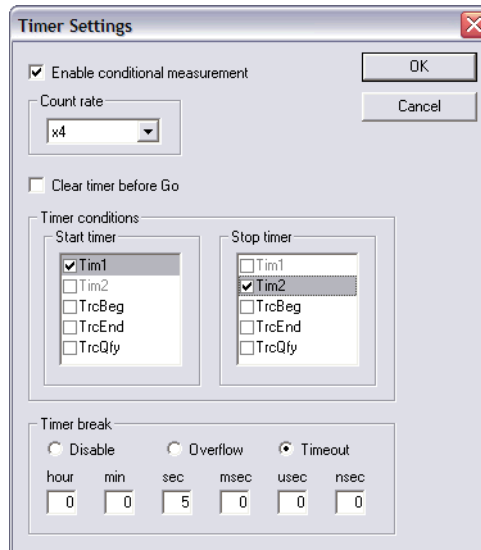 Timer Settings
Enable conditional measurement
OK
Count rate
Cancel
x4
Clear timer before Go
Timer conditions
Start timer
Tim1
Tim2
TrcBeg
TrcEnd
TrcQfy
Stop timer
Tim1
Tim2
TrcBeg
TrcEnd
TrcQfy
Timer break
Disable Overflow Timeout
hour min sec msec usec nsec
0 0 5 0 0 0